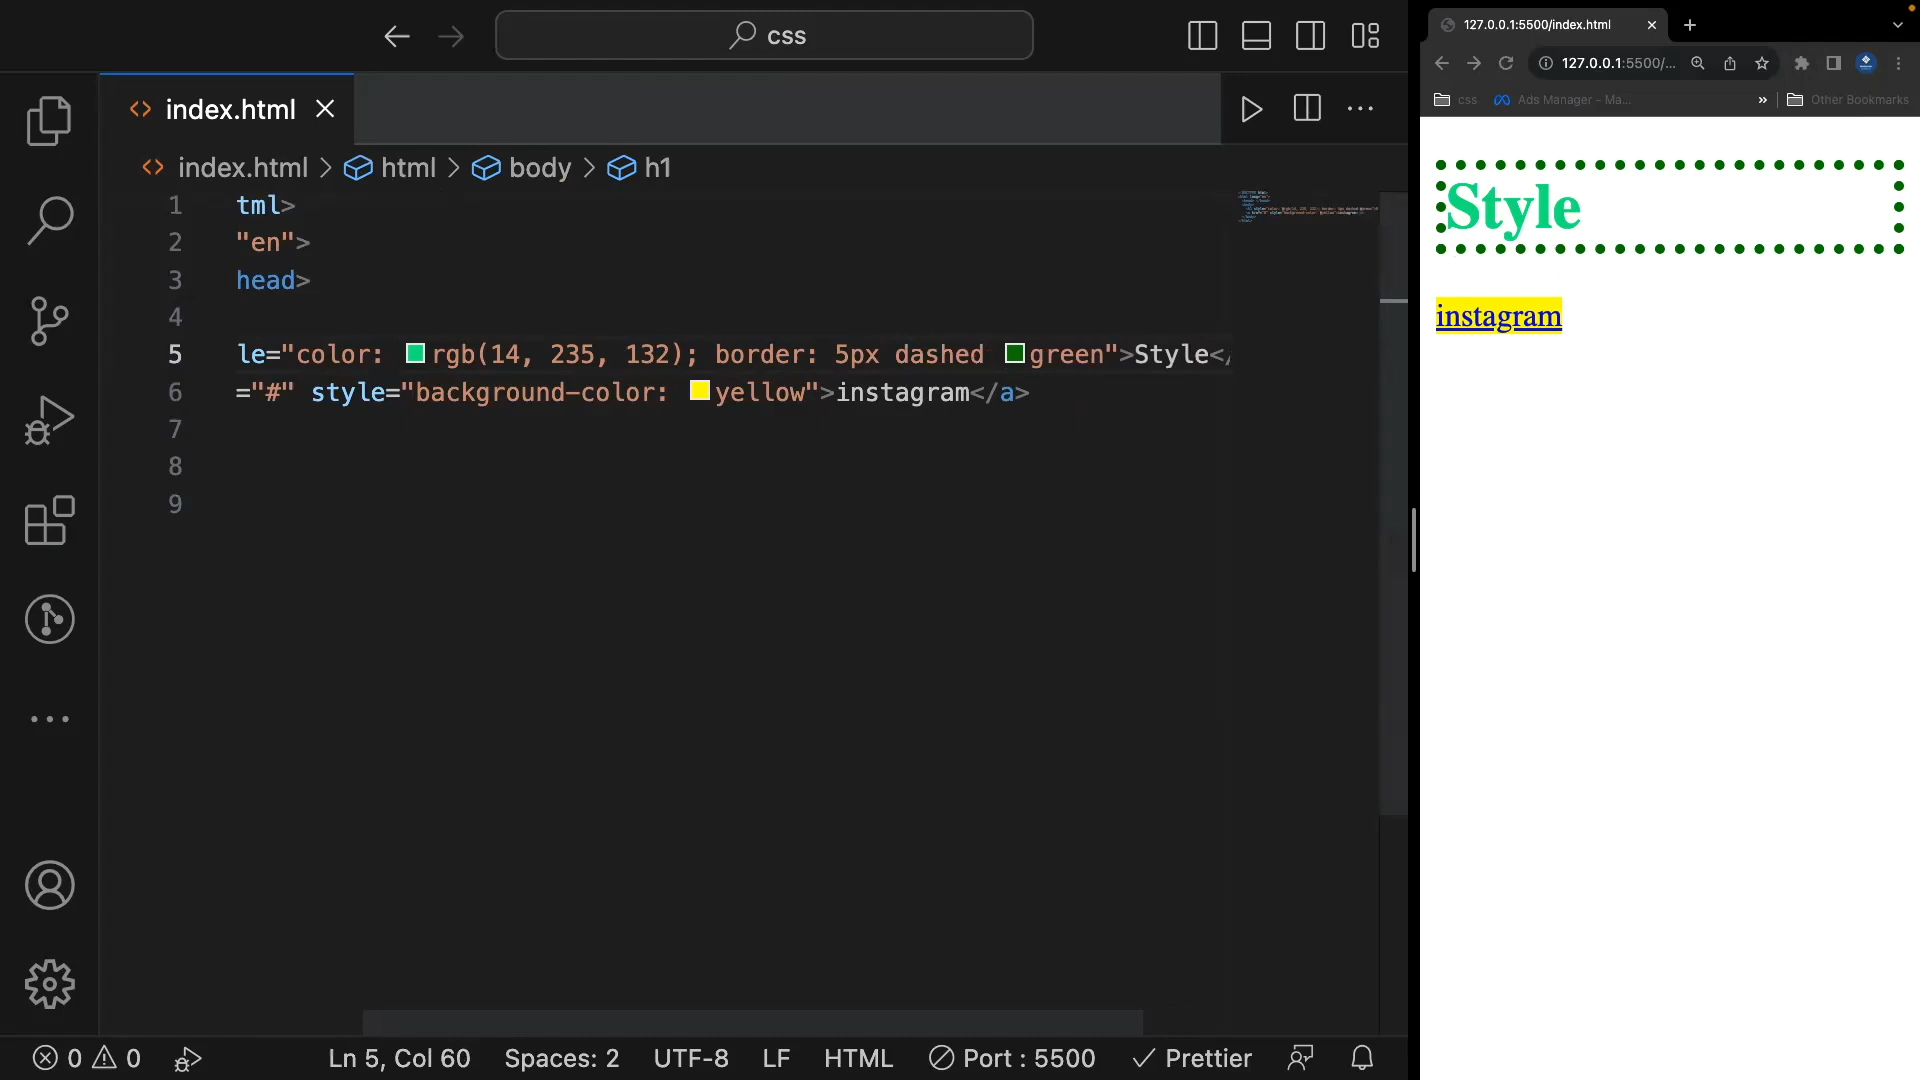 css
index.html
index.html > html > body > h1
1 tml>
2 "en">
3 head>
4
5 le="color: rgb(14, 235, 132); border: 5px dashed green">Style</
6 ="#" style="background-color: yellow">instagram</a>
7
8
9
0 0
Ln 5, Col 60 Spaces: 2 UTF-8 LF HTML Port : 5500 Prettier
127.0.0.1:5500/index.html
127.0.0.1:5500/...
css Ads Manager - Ma... » Other Bookmarks
Style
instagram